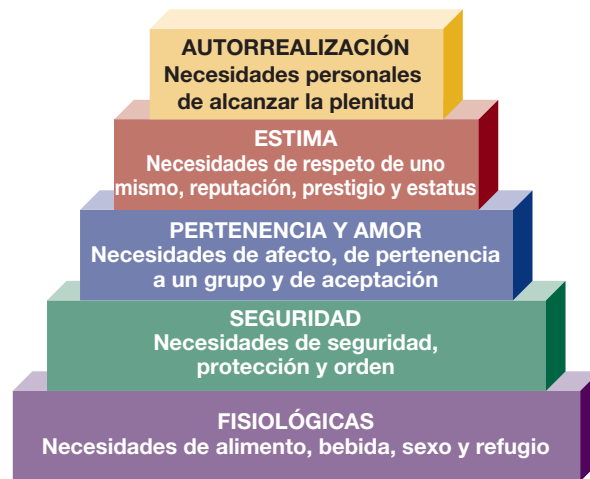 AUTORREALIZACIÓN
Necesidades personales
de alcanzar la plenitud
ESTIMA
Necesidades de respeto de uno
mismo, reputación, prestigio y estatus
PERTENENCIA Y AMOR
Necesidades de afecto, de pertenencia
a un grupo y de aceptación
SEGURIDAD
Necesidades de seguridad,
protección y orden
FISIOLÓGICAS
Necesidades de alimento, bebida, sexo y refugio